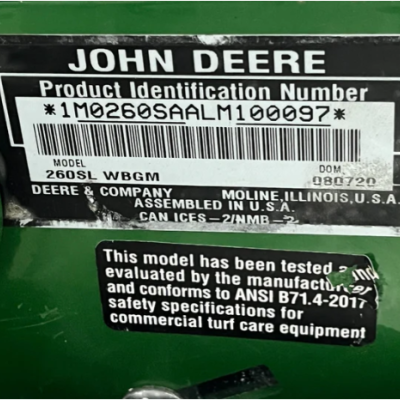 JOHN DEERE
Product Identification Number
*1M0260SAALM100097*
MODEL
260SL WBGM
DOM
080720
DEERE & COMPANY MOLINE, ILLINOIS, U.S.A.
ASSEMBLED IN U.S.A.
CAN ICES-2/NMB-2
This model has been tested and
evaluated by the manufacturer
and conforms to ANSI B71.4-2017
safety specifications for
commercial turf care equipment